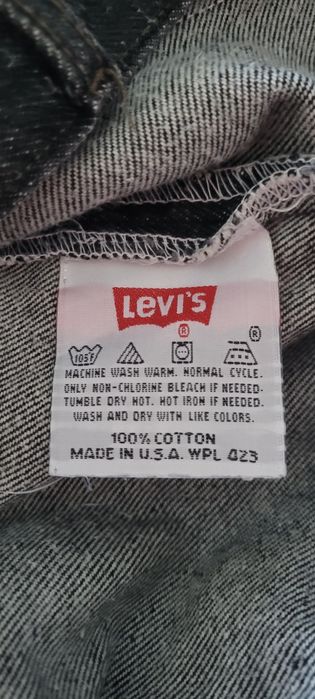 Levi's
®
®
105F
MACHINE WASH WARM. NORMAL CYCLE.
ONLY NON-CHLORINE BLEACH IF NEEDED.
TUMBLE DRY HOT. HOT IRON IF NEEDED.
WASH AND DRY WITH LIKE COLORS.
100% COTTON
MADE IN U.S.A. WPL 423